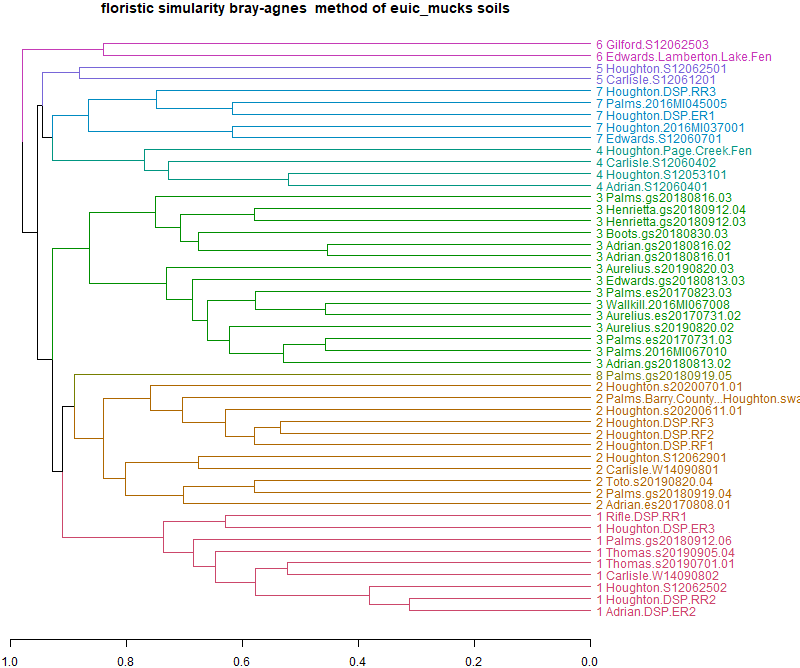 floristic simularity bray-agnes  method of euic_mucks soils
6 Gilford.S12062503
6 Edwards.Lamberton.Lake.Fen
5 Houghton.S12062501
5 Carlisle.S12061201
7 Houghton.DSP.RR3
7 Palms.2016MI045005
7 Houghton.DSP.ER1
7 Houghton.2016MI037001
7 Edwards.S12060701
4 Houghton.Page.Creek.Fen
4 Carlisle.S12060402
4 Houghton.S12053101
4 Adrian.S12060401
3 Palms.gs20180816.03
3 Henrietta.gs20180912.04
3 Henrietta.gs20180912.03
3 Boots.gs20180830.03
3 Adrian.gs20180816.02
3 Adrian.gs20180816.01
3 Aurelius.s20190820.03
3 Edwards.gs20180813.03
3 Palms.es20170823.03
3 Wallkill.2016MI067008
3 Aurelius.es20170731.02
3 Aurelius.s20190820.02
3 Palms.es20170731.03
3 Palms.2016MI067010
3 Adrian.gs20180813.02
8 Palms.gs20180919.05
2 Houghton.s20200701.01
2 Palms.Barry.County...Houghton.swa
2 Houghton.s20200611.01
2 Houghton.DSP.RF3
2 Houghton.DSP.RF2
2 Houghton.DSP.RF1
2 Houghton.S12062901
2 Carlisle.W14090801
2 Toto.s20190820.04
2 Palms.gs20180919.04
2 Adrian.es20170808.01
1 Rifle.DSP.RR1
1 Houghton.DSP.ER3
1 Palms.gs20180912.06
1 Thomas.s20190905.04
1 Thomas.s20190701.01
1 Carlisle.W14090802
1 Houghton.S12062502
1 Houghton.DSP.RR2
1 Adrian.DSP.ER2
1.0 0.8 0.6 0.4 0.2 0.0